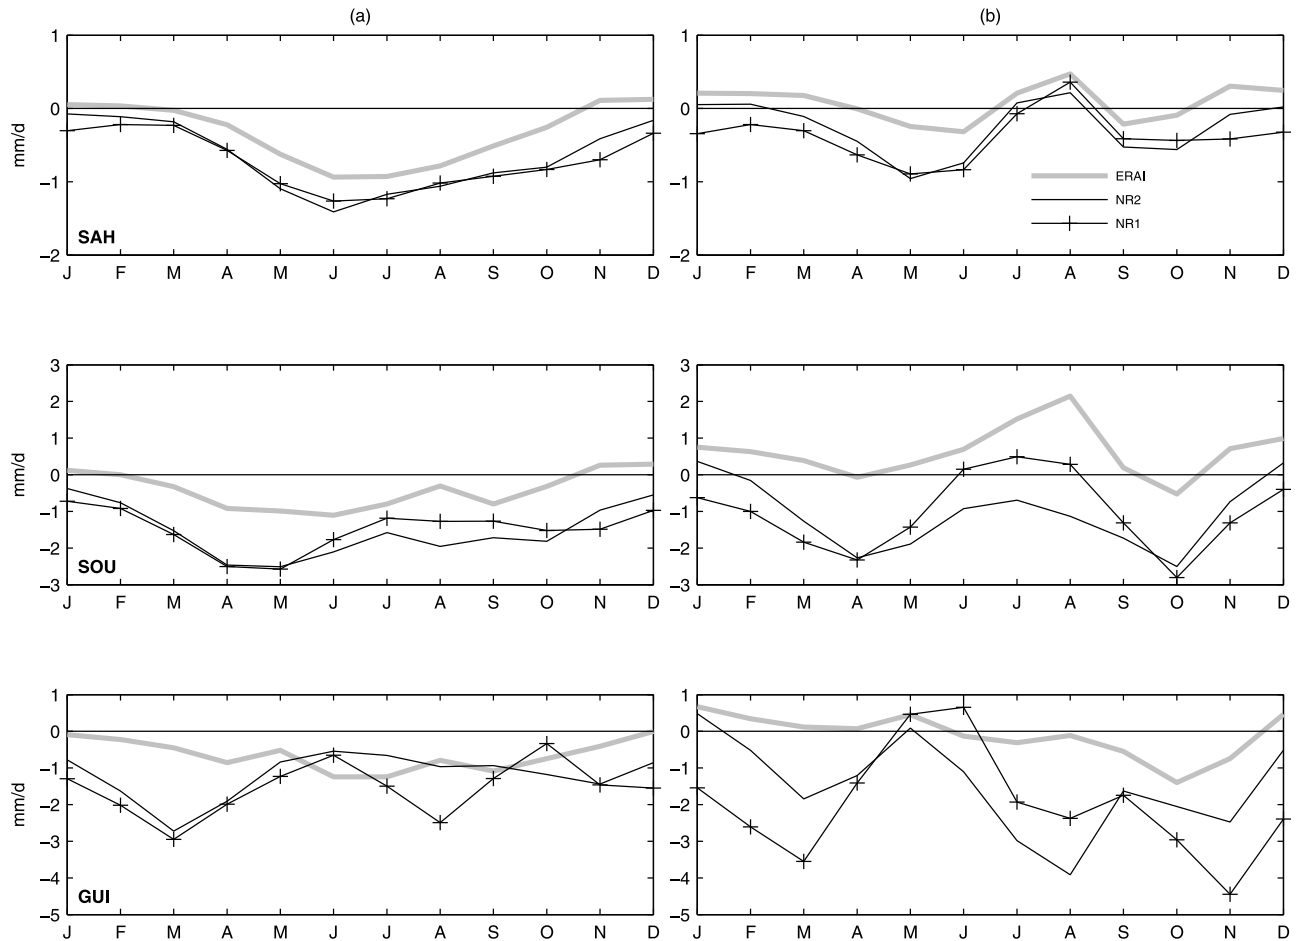 (a) (b)
1 1
0 0
mm/d
−1 −1
ERAI
NR2
NR1
SAH
−2 −2
J F M A M J J A S O N D J F M A M J J A S O N D
3 3
2 2
1 1
0 0
mm/d
−1 −1
−2 −2
SOU
−3 −3
J F M A M J J A S O N D J F M A M J J A S O N D
1 1
0 0
−1 −1
mm/d
−2 −2
−3 −3
−4 −4
GUI
−5 −5
J F M A M J J A S O N D J F M A M J J A S O N D